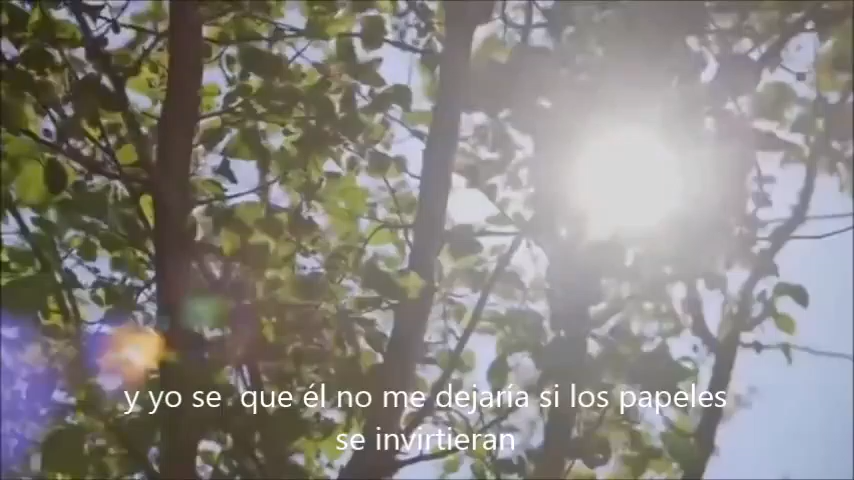 y yo se que él no me dejaría si los papeles
se invirtieran